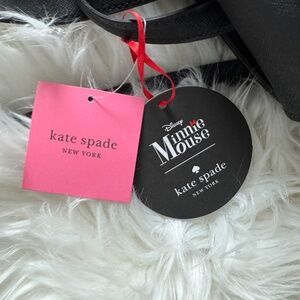 kate spade
NEW YORK
Disney
Minnie
Mouse
kate spade
NEW YORK